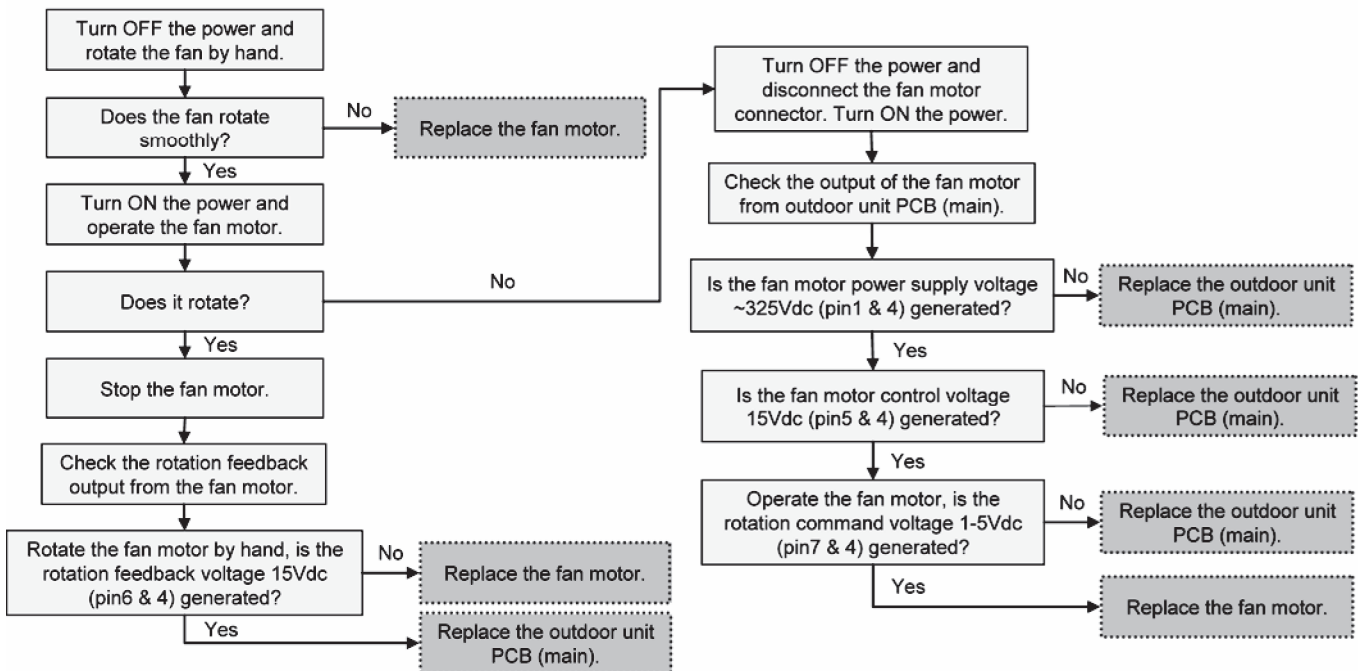 Turn OFF the power and
rotate the fan by hand.
Does the fan rotate
smoothly?
No
Replace the fan motor.
Yes
Turn ON the power and
operate the fan motor.
Does it rotate?
No
Yes
Stop the fan motor.
Check the rotation feedback
output from the fan motor.
Rotate the fan motor by hand, is the
rotation feedback voltage 15Vdc
(pin6 & 4) generated?
No
Replace the fan motor.
Yes
Replace the outdoor unit
PCB (main).
Turn OFF the power and
disconnect the fan motor
connector. Turn ON the power.
Check the output of the fan motor
from outdoor unit PCB (main).
Is the fan motor power supply voltage
~325Vdc (pin1 & 4) generated?
No
Replace the outdoor unit
PCB (main).
Yes
Is the fan motor control voltage
15Vdc (pin5 & 4) generated?
No
Replace the outdoor unit
PCB (main).
Yes
Operate the fan motor, is the
rotation command voltage 1-5Vdc
(pin7 & 4) generated?
No
Replace the outdoor unit
PCB (main).
Yes
Replace the fan motor.